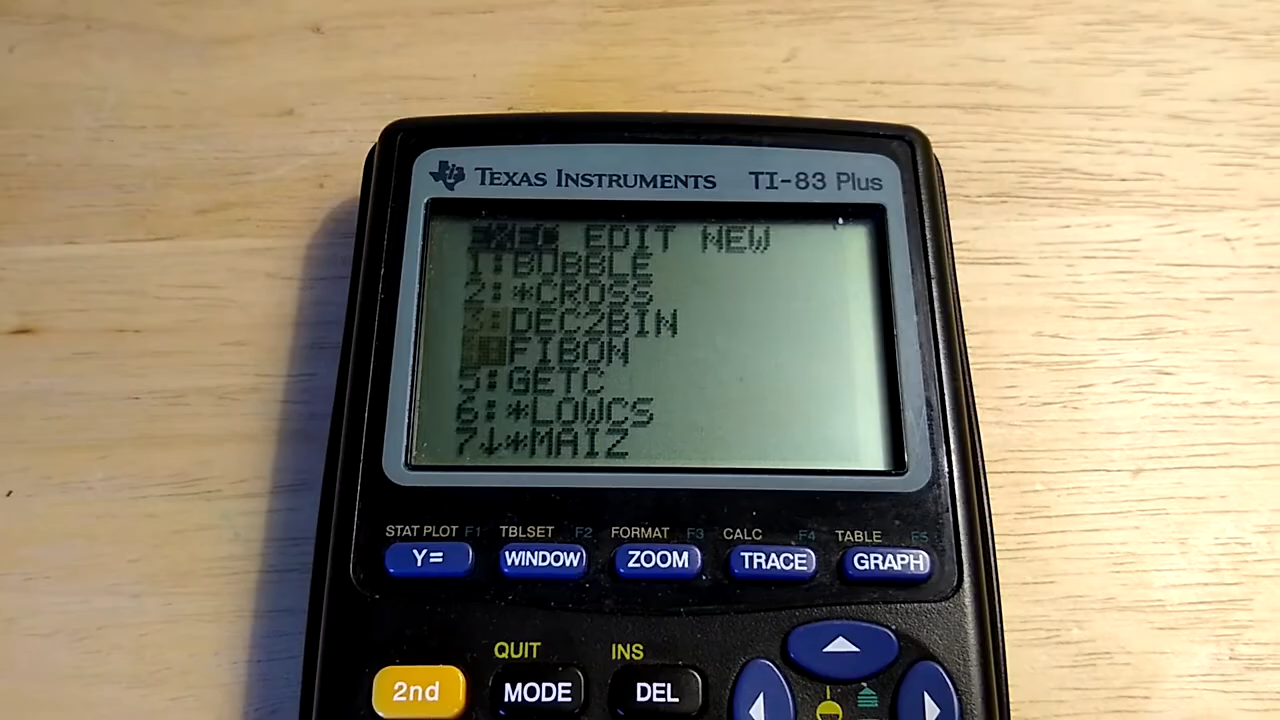 TEXAS INSTRUMENTS TI-83 Plus
EXEC EDIT NEW
1:BUBBLE
2:*CROSS
3:DEC2BIN
FIBON
5:GETC
6:*LOWCS
7↓*MAIZ
STAT PLOT F1 TBLSET F2 FORMAT F3 CALC F4 TABLE F5
Y= WINDOW ZOOM TRACE GRAPH
QUIT INS
2nd MODE DEL